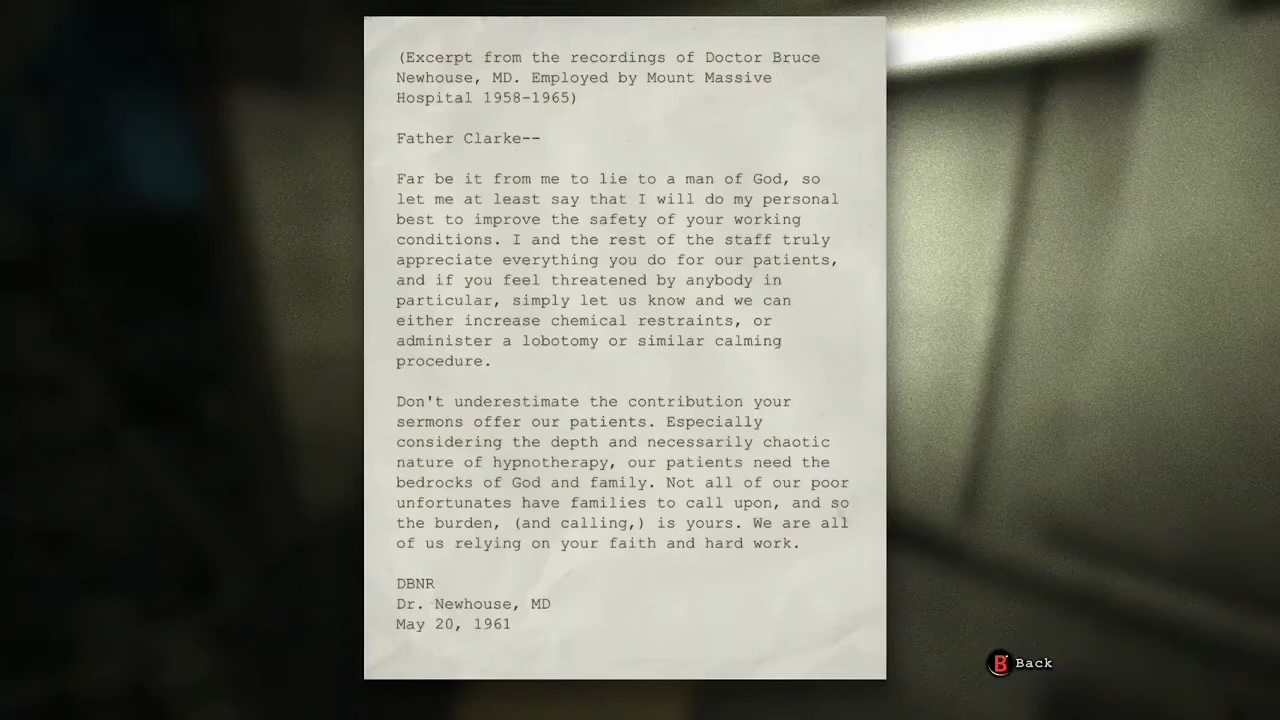 (Excerpt from the recordings of Doctor Bruce
Newhouse, MD. Employed by Mount Massive
Hospital 1958-1965)
Father Clarke--
Far be it from me to lie to a man of God, so
let me at least say that I will do my personal
best to improve the safety of your working
conditions. I and the rest of the staff truly
appreciate everything you do for our patients,
and if you feel threatened by anybody in
particular, simply let us know and we can
either increase chemical restraints, or
administer a lobotomy or similar calming
procedure.
Don't underestimate the contribution your
sermons offer our patients. Especially
considering the depth and necessarily chaotic
nature of hypnotherapy, our patients need the
bedrocks of God and family. Not all of our poor
unfortunates have families to call upon, and so
the burden, (and calling,) is yours. We are all
of us relying on your faith and hard work.
DBNR
Dr. Newhouse, MD
May 20, 1961
B Back